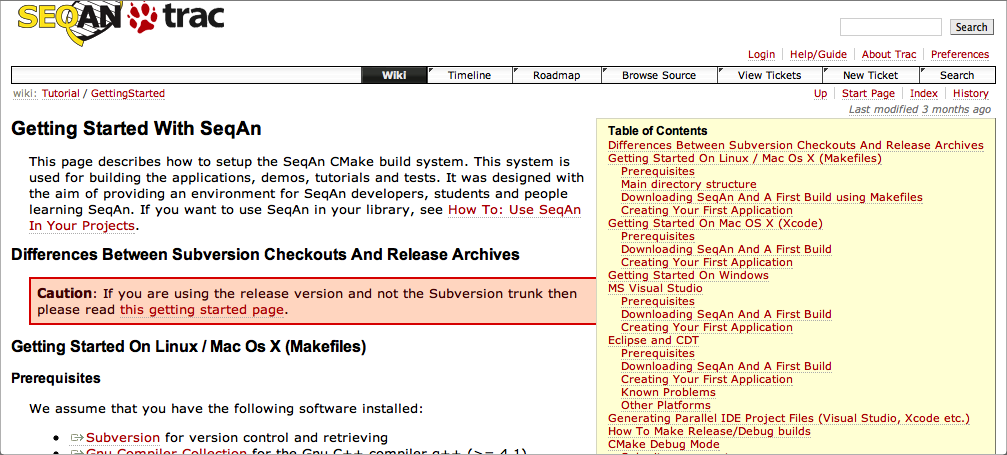 SEQAN trac
Search
Login Help/Guide About Trac Preferences
Wiki Timeline Roadmap Browse Source View Tickets New Ticket Search
wiki: Tutorial / GettingStarted
Up Start Page Index History
Last modified 3 months ago
Getting Started With SeqAn
This page describes how to setup the SeqAn CMake build system. This system is
used for building the applications, demos, tutorials and tests. It was designed with
the aim of providing an environment for SeqAn developers, students and people
learning SeqAn. If you want to use SeqAn in your library, see How To: Use SeqAn
In Your Projects.
Differences Between Subversion Checkouts And Release Archives
Caution: If you are using the release version and not the Subversion trunk then
please read this getting started page.
Getting Started On Linux / Mac Os X (Makefiles)
Prerequisites
We assume that you have the following software installed:
Subversion for version control and retrieving
Gnu Compiler Collection for the Gnu C++ compiler g++ (>= 4.1)
Table of Contents
Differences Between Subversion Checkouts And Release Archives
Getting Started On Linux / Mac Os X (Makefiles)
Prerequisites
Main directory structure
Downloading SeqAn And A First Build using Makefiles
Creating Your First Application
Getting Started On Mac OS X (Xcode)
Prerequisites
Downloading SeqAn And A First Build
Creating Your First Application
Getting Started On Windows
MS Visual Studio
Prerequisites
Downloading SeqAn And A First Build
Creating Your First Application
Eclipse and CDT
Prerequisites
Downloading SeqAn And A First Build
Creating Your First Application
Known Problems
Other Platforms
Generating Parallel IDE Project Files (Visual Studio, Xcode etc.)
How To Make Release/Debug builds
CMake Debug Mode